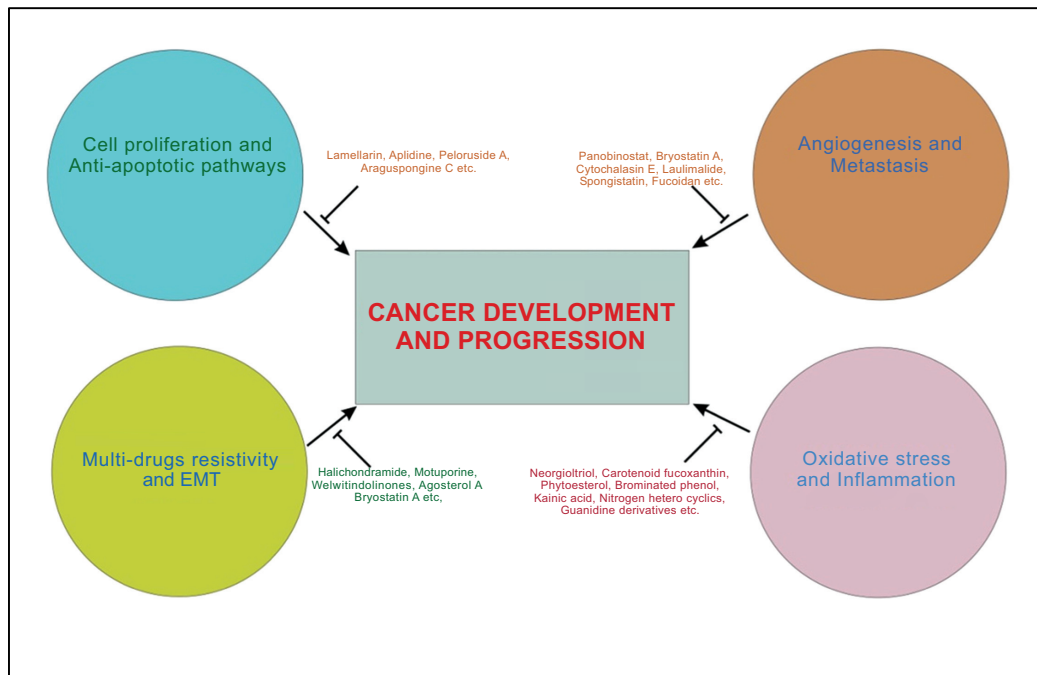 Cell proliferation and
Anti-apoptotic pathways
Lamellarin, Aplidine, Peloruside A,
Araguspongine C etc.
Panobinostat, Bryostatin A,
Cytochalasin E, Laulimalide,
Spongistatin, Fucoidan etc.
Angiogenesis and
Metastasis
CANCER DEVELOPMENT
AND PROGRESSION
Multi-drugs resistivity
and EMT
Halichondramide, Motuporine,
Welwitindolinones, Agosterol A
Bryostatin A etc,
Neorgioltriol, Carotenoid fucoxanthin,
Phytoesterol, Brominated phenol,
Kainic acid, Nitrogen hetero cyclics,
Guanidine derivatives etc.
Oxidative stress
and Inflammation